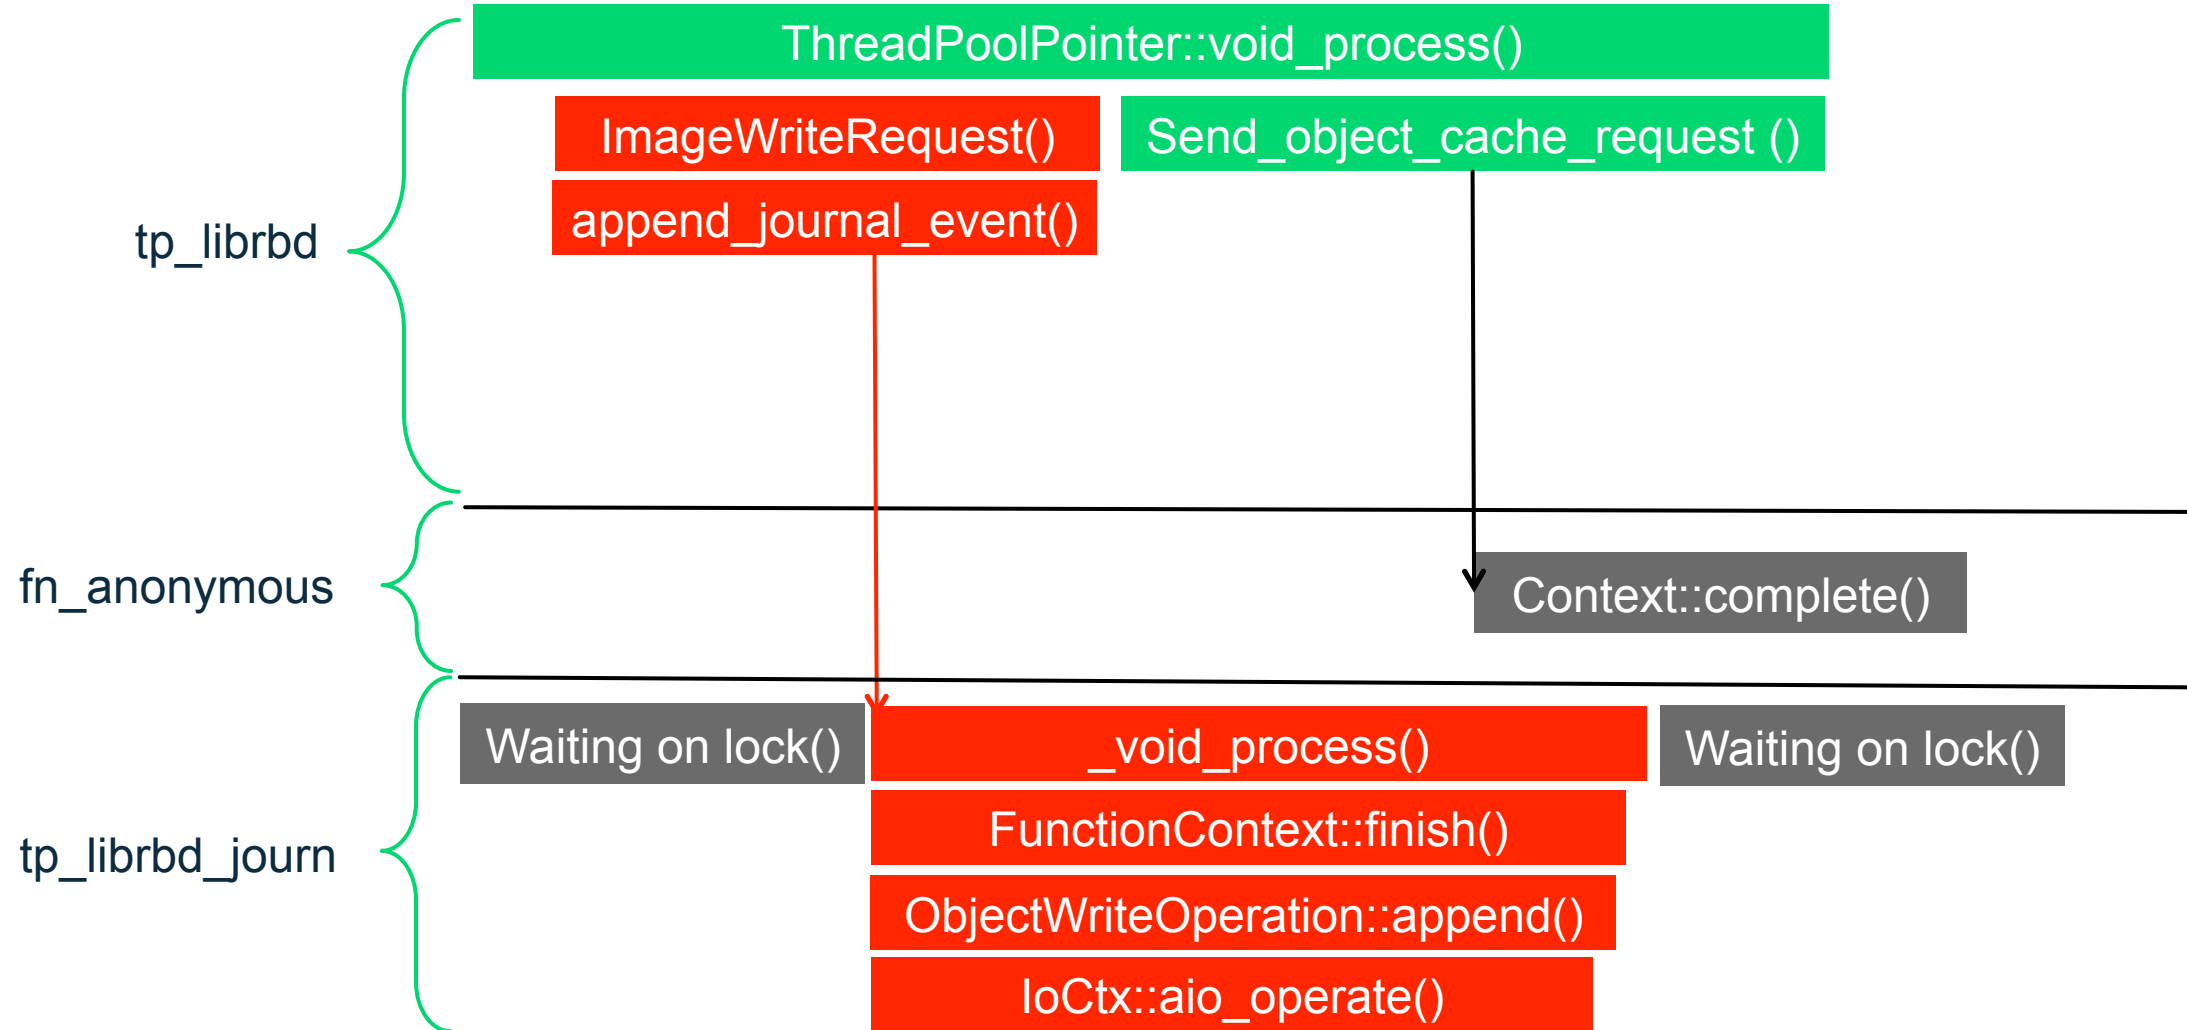 ThreadPoolPointer::void_process()
ImageWriteRequest()
Send_object_cache_request ()
append_journal_event()
tp_librbd
fn_anonymous
Context::complete()
Waiting on lock()
_void_process()
Waiting on lock()
FunctionContext::finish()
tp_librbd_journ
ObjectWriteOperation::append()
IoCtx::aio_operate()